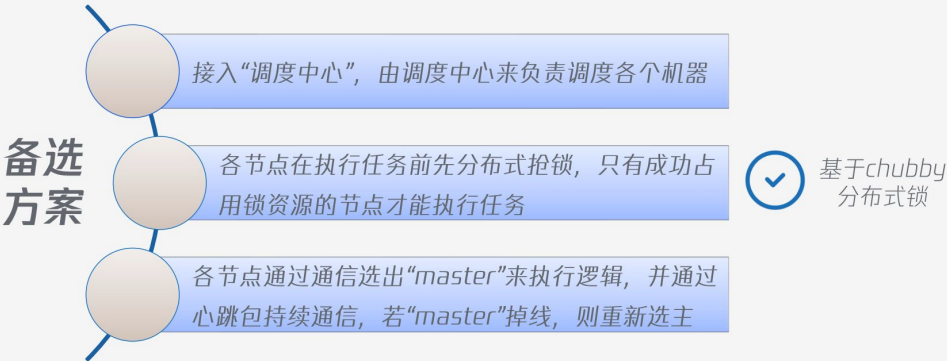 备选
方案
接入“调度中心”，由调度中心来负责调度各个机器
各节点在执行任务前先分布式抢锁，只有成功占
用锁资源的节点才能执行任务
基于chubby
分布式锁
各节点通过通信选出“master”来执行逻辑，并通过
心跳包持续通信，若“master”掉线，则重新选主